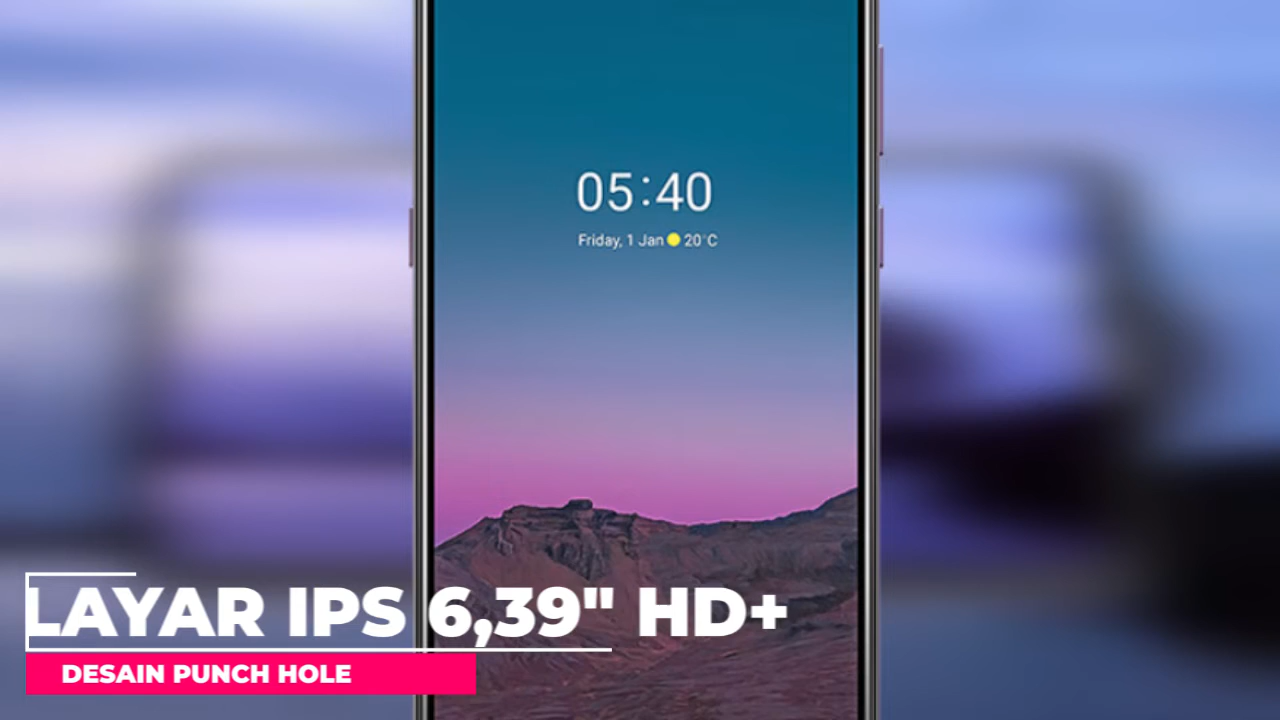 05:40
Friday, 1 Jan 20°C
LAYAR IPS 6,39" HD+
DESAIN PUNCH HOLE